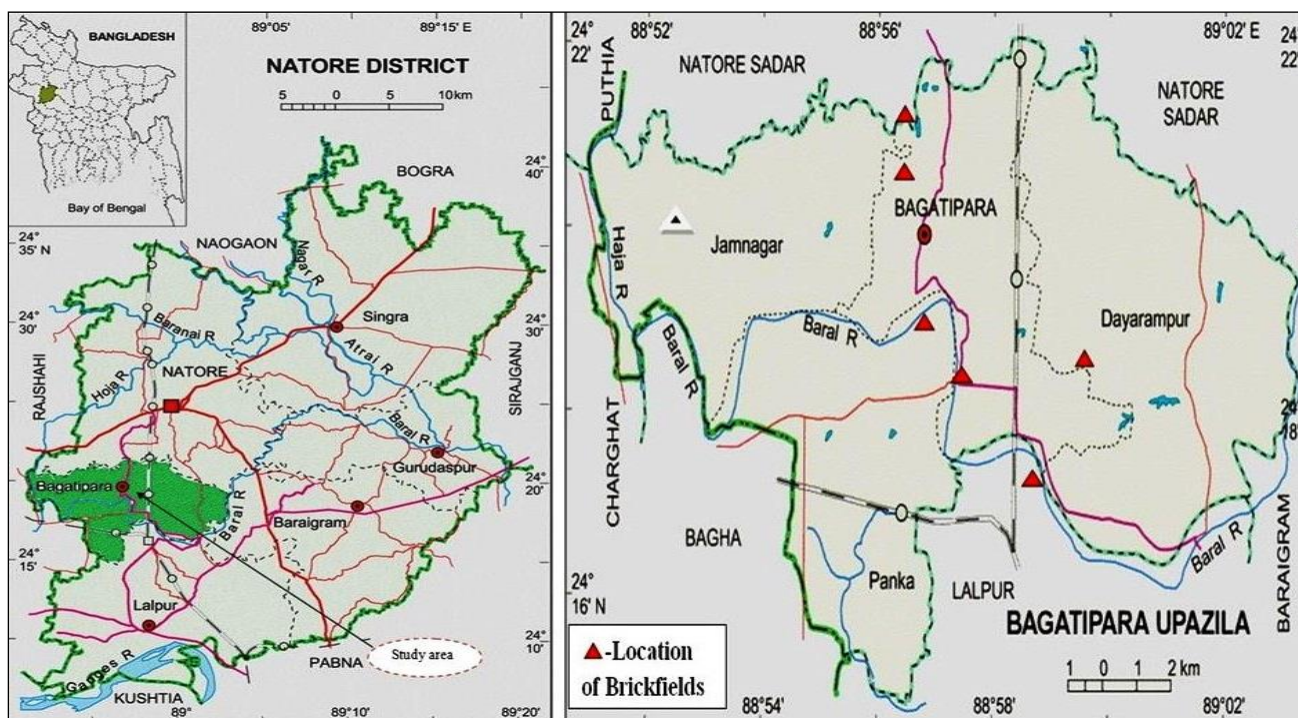 BANGLADESH
Bay of Bengal
89°05'
89°15' E
NATORE DISTRICT
5 0 5 10km
24°
40'
BOGRA
24°
35' N
NAOGAON
Nagar R
24°
30'
Baranai R
Singra
24°
30'
Atrai R
RAJSHAHI
Hoja R
NATORE
SIRAJGANJ
Baral R
Gurudaspur
24°
20'
Bagatipara
Baral R
Baraigram
24°
15'
Lalpur
24°
10'
Study area
PABNA
Ganges R
KUSHTIA
89°
89°10'
89°20'
88°52'
88°56'
89°02' E
24°
22'
24°
22'
PUTHIA
NATORE SADAR
NATORE
SADAR
BAGATIPARA
Jamnagar
Haja R
Baral R
Baral R
Dayarampur
24°
18'
CHARGHAT
BAGHA
Panka
LALPUR
Baral R
BARAIGRAM
24°
16' N
BAGATIPARA UPAZILA
-Location
of Brickfields
1 0 1 2 km
88°54'
88°58'
89°02'